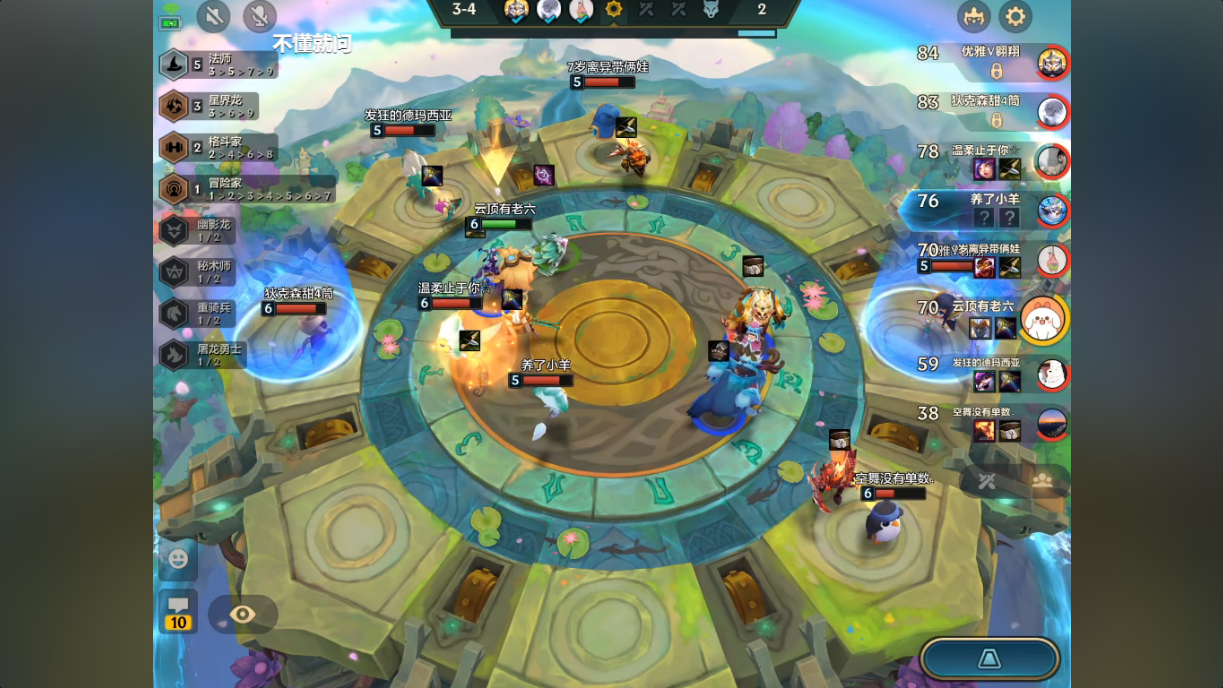 3-4
2
不懂就问
5 法师
3 > 5 > 7 > 9
3 星界龙
3 > 6 > 9
2 格斗家
2 > 4 > 6 > 8
1 冒险家
1 > 2 > 3 > 4 > 5 > 6 > 7
幽影龙
1 / 2
秘术师
1 / 2
重骑兵
1 / 2
屠龙勇士
1 / 2
7岁离异带俩娃
5
发狂的德玛西亚
5
云顶有老六
6
温柔止于你
6
狄克森甜4筒
6
养了小羊
5
空舞没有单数。
6
84 优雅V翱翔
83 狄克森甜4筒
78 温柔止于你
76 养了小羊
? ?
70 岁离异带俩娃
5
70 云顶有老六
59 发狂的德玛西亚
38 空舞没有单数.
10